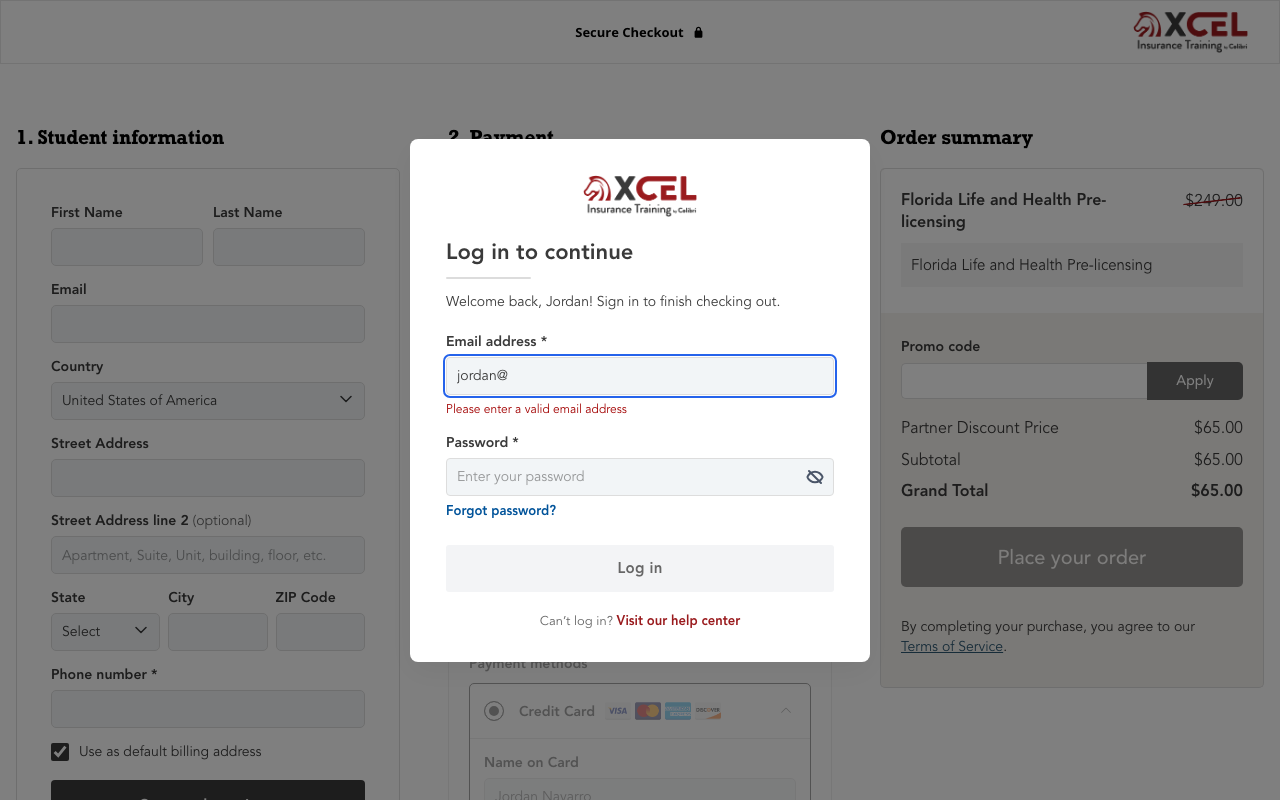 Secure Checkout
XCEL
Insurance Training by Calibri
1. Student information
First Name
Last Name
Email
Country
United States of America
Street Address
Street Address line 2 (optional)
Apartment, Suite, Unit, building, floor, etc.
State
City
ZIP Code
Select
Phone number *
Use as default billing address
2. Payment
XCEL
Insurance Training by Calibri
Log in to continue
Welcome back, Jordan! Sign in to finish checking out.
Email address *
jordan@
Please enter a valid email address
Password *
Enter your password
Forgot password?
Log in
Can't log in? Visit our help center
Payment methods
Credit Card VISA DISCOVER
Name on Card
Jordan Navarro
Order summary
Florida Life and Health Pre-
licensing
$249.00
Florida Life and Health Pre-licensing
Promo code
Apply
Partner Discount Price $65.00
Subtotal $65.00
Grand Total $65.00
Place your order
By completing your purchase, you agree to our
Terms of Service.